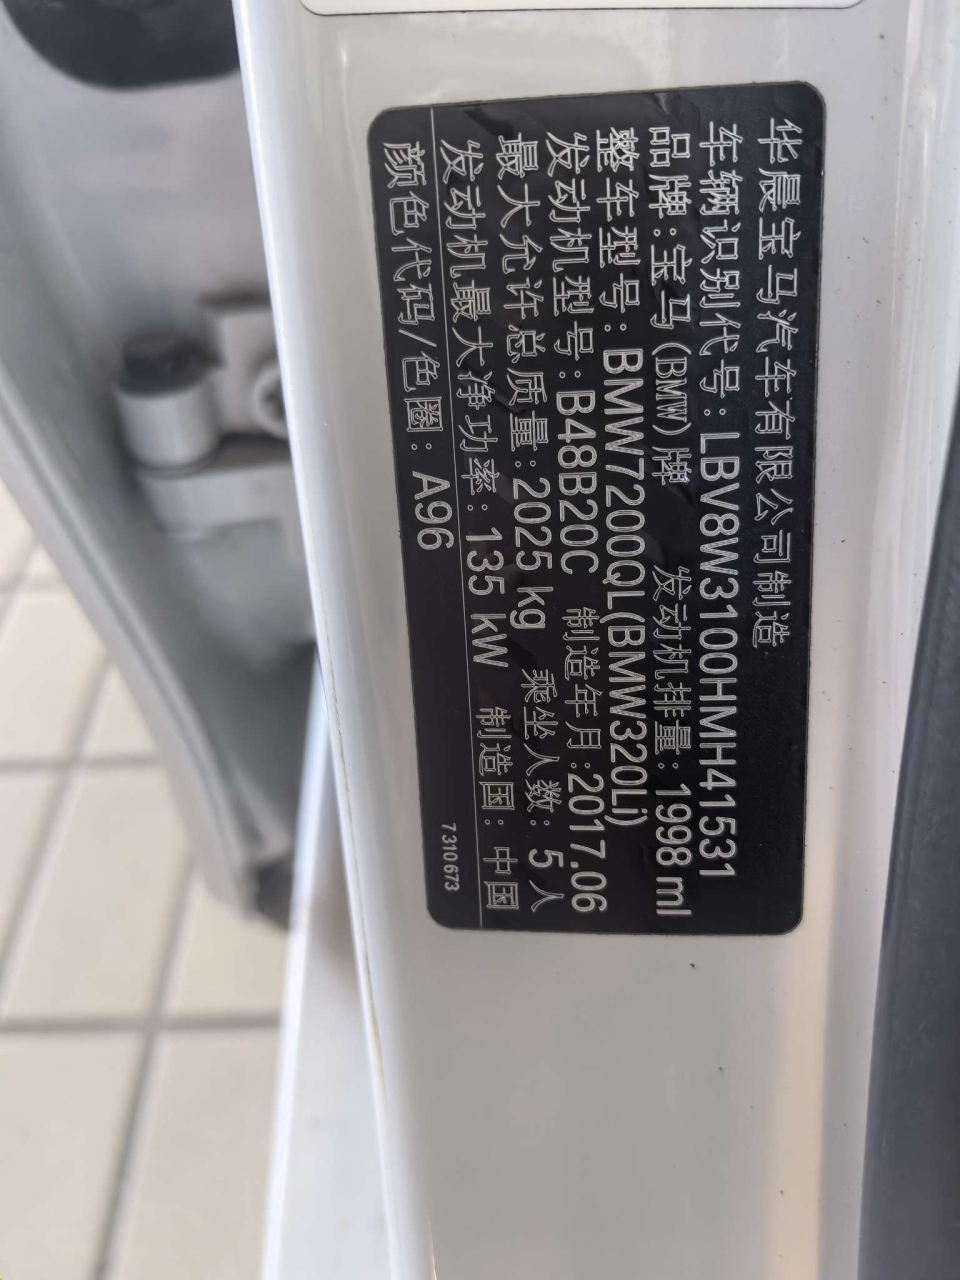 华晨宝马汽车有限公司制造
车辆识别代号:LBV8W3100HMH41531
品牌:宝马(BMW)牌 发动机排量:1998 ml
整车型号:BMW7200QL(BMW320Li)
发动机型号:B48B20C 制造年月:2017.06
最大允许总质量:2025 kg 乘坐人数:5人
发动机最大净功率:135 kW 制造国:中国
颜色代码/色圈:A96
7310673